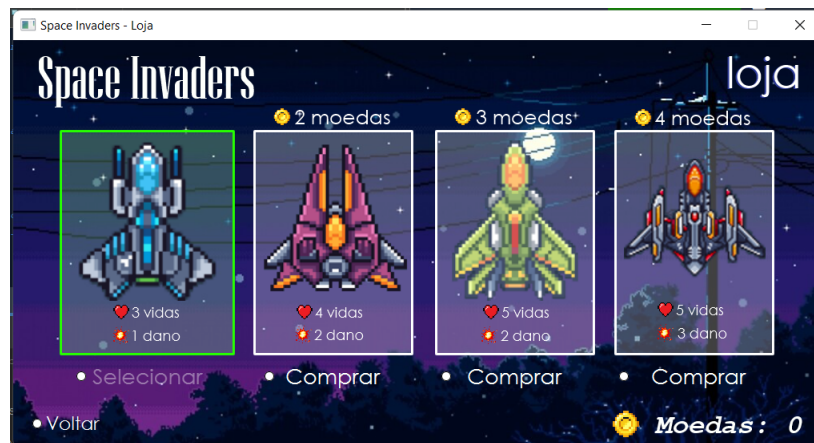 Space Invaders - Loja
Space Invaders
loja
2 moedas
3 moedas
4 moedas
3 vidas
1 dano
4 vidas
2 dano
5 vidas
2 dano
5 vidas
3 dano
Selecionar
Comprar
Comprar
Comprar
Voltar
Moedas: 0